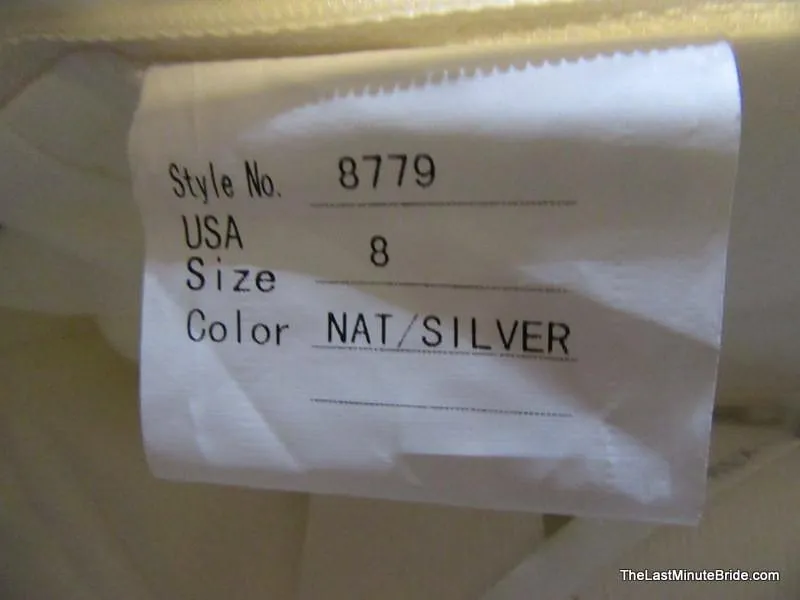 Style No. 8779
USA
Size 8
Color NAT/SILVER
TheLastMinuteBride.com